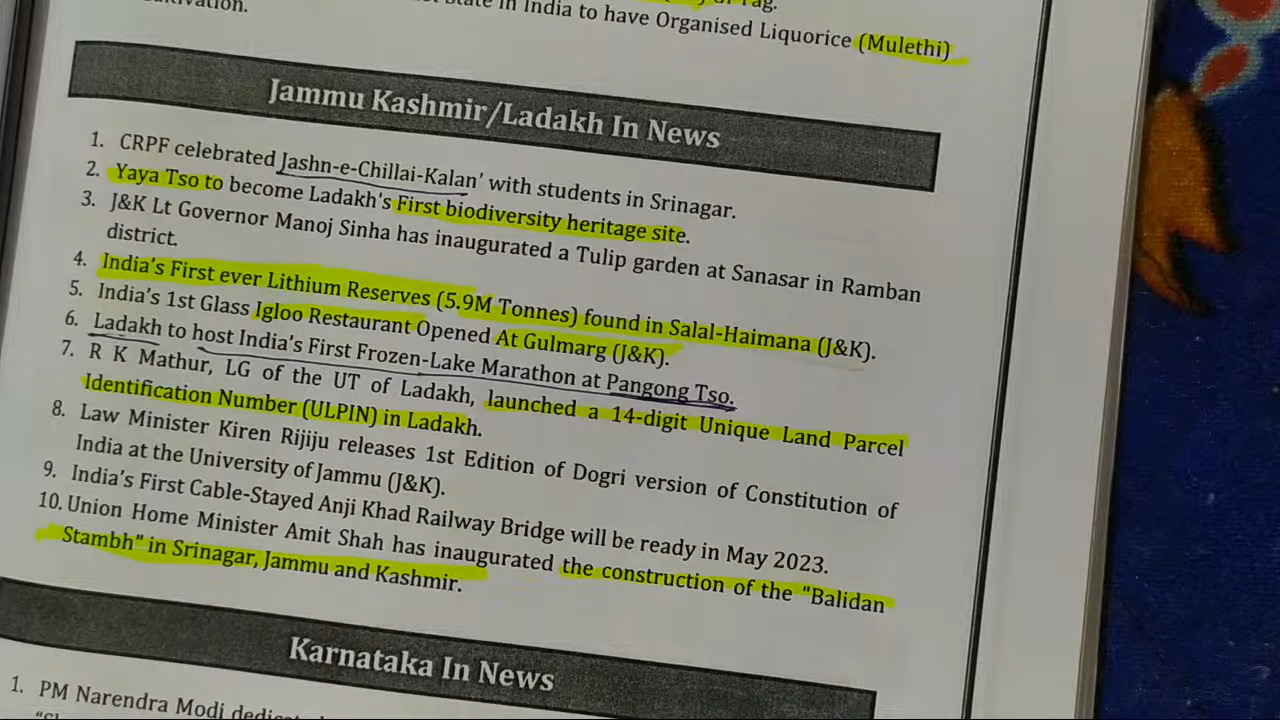 Tag.
State in India to have Organised Liquorice (Mulethi)
Jammu Kashmir/Ladakh In News
1. CRPF celebrated Jashn-e-Chillai-Kalan' with students in Srinagar.
2. Yaya Tso to become Ladakh's First biodiversity heritage site.
3. J&K Lt Governor Manoj Sinha has inaugurated a Tulip garden at Sanasar in Ramban
district.
4. India's First ever Lithium Reserves (5.9M Tonnes) found in Salal-Haimana (J&K).
5. India's 1st Glass Igloo Restaurant Opened At Gulmarg (J&K).
6. Ladakh to host India's First Frozen-Lake Marathon at Pangong Tso.
7. R K Mathur, LG of the UT of Ladakh, launched a 14-digit Unique Land Parcel
Identification Number (ULPIN) in Ladakh.
8. Law Minister Kiren Rijiju releases 1st Edition of Dogri version of Constitution of
India at the University of Jammu (J&K).
9. India's First Cable-Stayed Anji Khad Railway Bridge will be ready in May 2023.
10. Union Home Minister Amit Shah has inaugurated the construction of the "Balidan
Stambh" in Srinagar, Jammu and Kashmir.
Karnataka In News
1. PM Narendra Modi